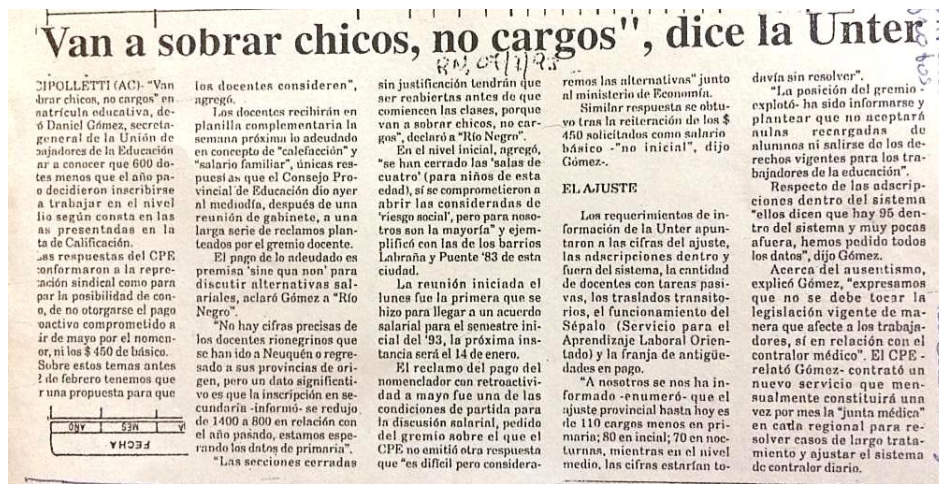 "Van a sobrar chicos, no cargos", dice la Unter
CIPOLLETTI (AC)- "Van
brar chicos, no cargos" en
matrícula educativa, de-
ó Daniel Gómez, secreta-
general de la Unión de
bajadores de la Educación
ar a conocer que 600 do-
tes menos que el año pa-
o decidieron inscribirse
a trabajar en el nivel
lio según consta en las
as presentadas en la
ta de Calificación.
as respuestas del CPE
conformaron a la repre-
ación sindical como para
par la posibilidad de con-
o, de no otorgarse el pago
oactivo comprometido a
ir de mayo por el nomen-
or, ni los $ 450 de básico.
Sobre estos temas antes
2 de febrero tenemos que
r una propuesta para que
AÑO
MES
FECHA
los docentes consideren",
agregó.
Los docentes recibirán en
planilla complementaria la
semana próxima lo adeudado
en concepto de "calefacción" y
"salario familiar", únicas res-
puestas que el Consejo Pro-
vincial de Educación dio ayer
al mediodía, después de una
reunión de gabinete, a una
larga serie de reclamos plan-
teados por el gremio docente.
El pago de lo adeudado es
premisa 'sine qua non' para
discutir alternativas sal-
ariales, aclaró Gómez a "Río
Negro".
"No hay cifras precisas de
los docentes rionegrinos que
se han ido a Neuquén o regre-
sado a sus provincias de ori-
gen, pero un dato significati-
vo es que la inscripción en se-
cundaria -informó- se redujo
de 1400 a 800 en relación con
el año pasado, estamos espe-
rando los datos de primaria".
"Las secciones cerradas
sin justificación tendrán que
ser reabiertas antes de que
comiencen las clases, porque
van a sobrar chicos, no car-
gos", declaró a "Río Negro".
En el nivel inicial, agregó,
"se han cerrado las 'salas de
cuatro' (para niños de esta
edad), sí se comprometieron a
abrir las consideradas de
'riesgo social', pero para noso-
tros son la mayoría" y ejem-
plificó con las de los barrios
Labraña y Puente '83 de esta
ciudad.
La reunión iniciada el
lunes fue la primera que se
hizo para llegar a un acuerdo
salarial para el semestre ini-
cial del '93, la próxima ins-
tancia será el 14 de enero.
El reclamo del pago del
nomenclador con retroactivi-
dad a mayo fue una de las
condiciones de partida para
la discusión salarial, pedido
del gremio sobre el que el
CPE no emitió otra respuesta
que "es difícil pero considera-
remos las alternativas" junto
al ministerio de Economía.
Similar respuesta se obtu-
vo tras la reiteración de los $
450 solicitados como salario
básico -"no inicial", dijo
Gómez-.
EL AJUSTE
Los requerimientos de in-
formación de la Unter apun-
taron a las cifras del ajuste,
las adscripciones dentro y
fuera del sistema, la cantidad
de docentes con tareas pasi-
vas, los traslados transito-
rios, el funcionamiento del
Sépalo (Servicio para el
Aprendizaje Laboral Orien-
tado) y la franja de antigüe-
dades en pago.
"A nosotros se nos ha in-
formado -enumeró- que el
ajuste provincial hasta hoy es
de 110 cargos menos en pri-
maria; 80 en incial; 70 en noc-
turnas, mientras en el nivel
medio, las cifras estarían to-
davía sin resolver".
"La posición del gremio -
explotó- ha sido informarse y
plantear que no aceptará
aulas recargadas de
alumnos ni salirse de los de-
rechos vigentes para los tra-
bajadores de la educación".
Respecto de las adscrip-
ciones dentro del sistema
"ellos dicen que hay 95 den-
tro del sistema y muy pocas
afuera, hemos pedido todos
los datos", dijo Gómez.
Acerca del ausentismo,
explicó Gómez, "expresamos
que no se debe tocar la
legislación vigente de ma-
nera que afecte a los trabaja-
dores, sí en relación con el
contralor médico". El CPE -
relató Gómez- contrató un
nuevo servicio que men-
sualmente constituirá una
vez por mes la "junta médica"
en cada regional para re-
solver casos de largo trata-
miento y ajustar el sistema
de contralor diario.